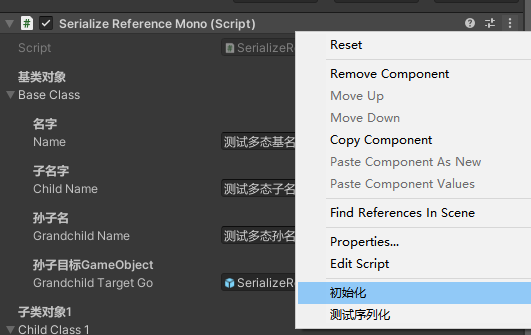 Serialize Reference Mono (Script)
Script
SerializeRe
基类对象
Base Class
名字
Name
测试多态基名
子名字
Child Name
测试多态子名
孙子名
Grandchild Name
测试多态孙名
孙子目标GameObject
Grandchild Target Go
SerializeR
子类对象1
Child Class 1
Reset
Remove Component
Move Up
Move Down
Copy Component
Paste Component As New
Paste Component Values
Find References In Scene
Properties...
Edit Script
初始化
测试序列化